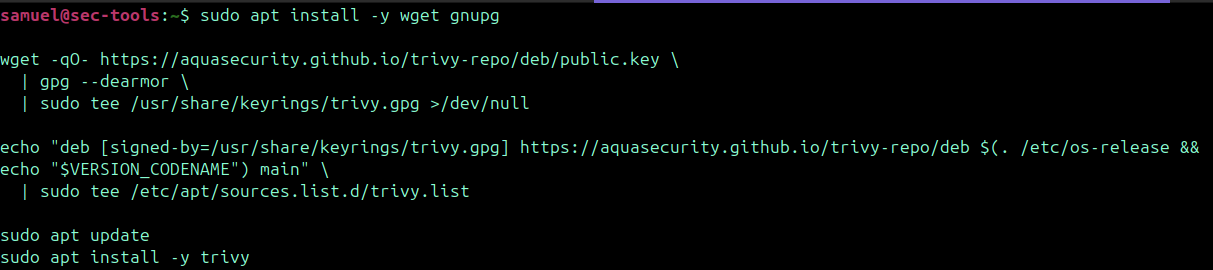 samuel@sec-tools:~$ sudo apt install -y wget gnupg

wget -qO- https://aquasecurity.github.io/trivy-repo/deb/public.key \
  | gpg --dearmor \
  | sudo tee /usr/share/keyrings/trivy.gpg >/dev/null

echo "deb [signed-by=/usr/share/keyrings/trivy.gpg] https://aquasecurity.github.io/trivy-repo/deb $(. /etc/os-release &&
echo "$VERSION_CODENAME") main" \
  | sudo tee /etc/apt/sources.list.d/trivy.list

sudo apt update
sudo apt install -y trivy